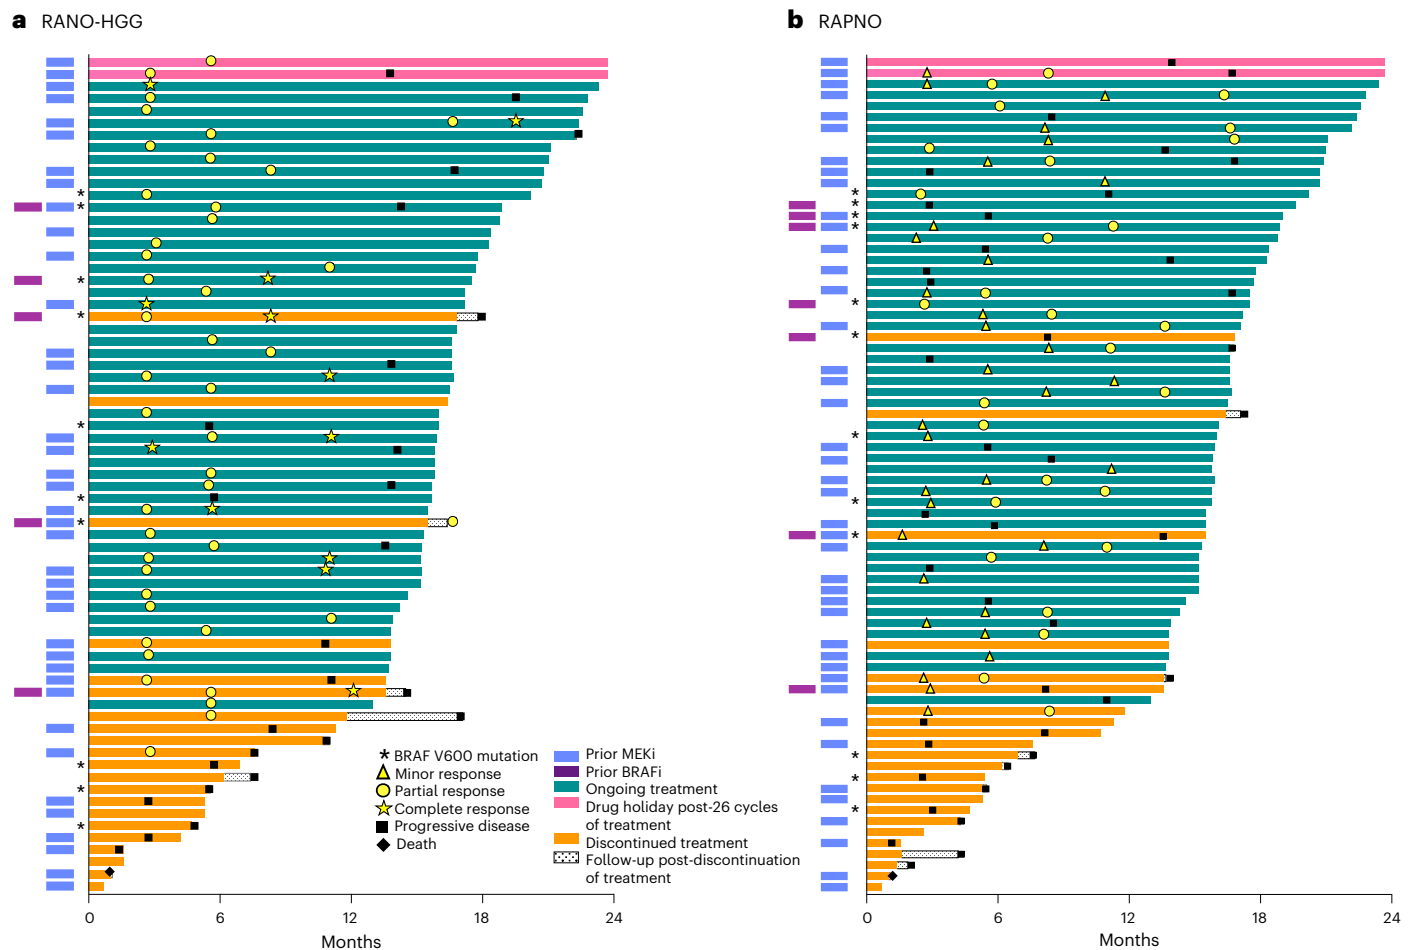 a RANO-HGG
b RAPNO
* BRAF V600 mutation
Minor response
Partial response
Complete response
Progressive disease
Death
Prior MEKi
Prior BRAFi
Ongoing treatment
Drug holiday post-26 cycles
of treatment
Discontinued treatment
Follow-up post-discontinuation
of treatment
0 6 12 18 24
Months
0 6 12 18 24
Months